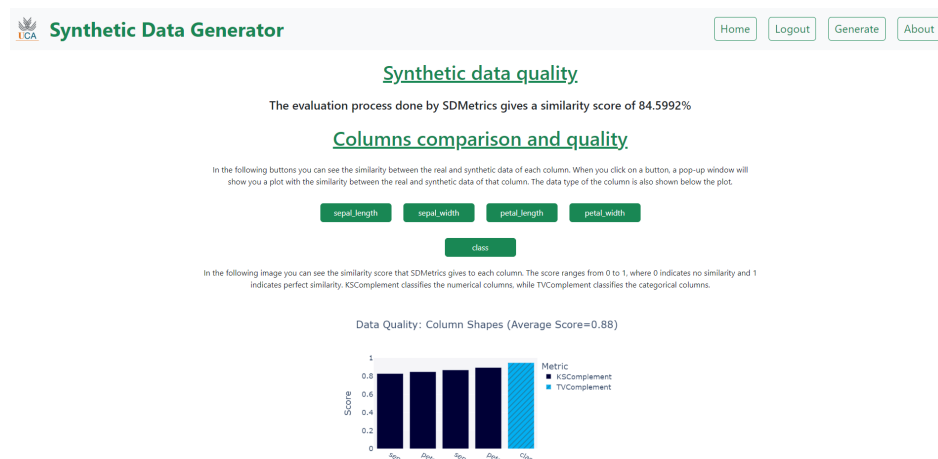 UCA
Synthetic Data Generator
Home
Logout
Generate
About
Synthetic data quality
The evaluation process done by SDMetrics gives a similarity score of 84.5992%
Columns comparison and quality
In the following buttons you can see the similarity between the real and synthetic data of each column. When you click on a button, a pop-up window will
show you a plot with the similarity between the real and synthetic data of that column. The data type of the column is also shown below the plot.
sepal_length
sepal_width
petal_length
petal_width
class
In the following image you can see the similarity score that SDMetrics gives to each column. The score ranges from 0 to 1, where 0 indicates no similarity and 1
indicates perfect similarity. KSComplement classifies the numerical columns, while TVComplement classifies the categorical columns.
Data Quality: Column Shapes (Average Score=0.88)
Score
1
0.8
0.6
0.4
0.2
0
Metric
KSComplement
TVComplement